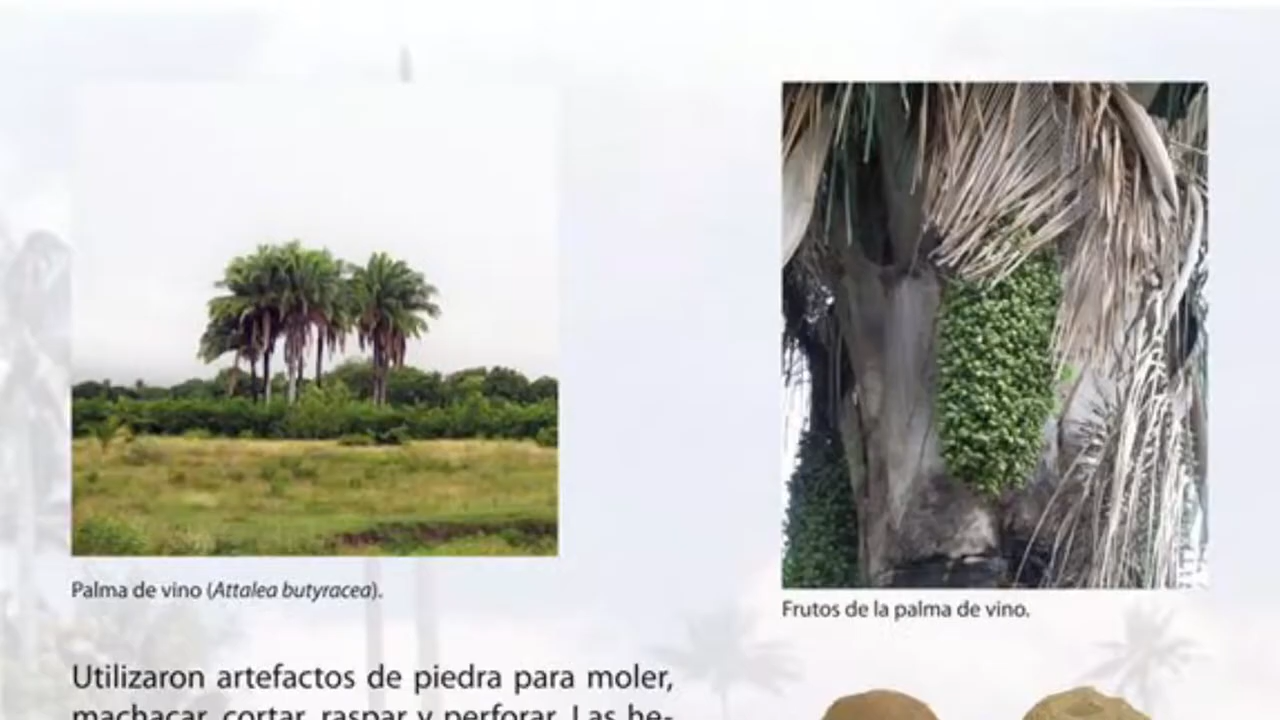 Palma de vino (Attalea butyracea).
Frutos de la palma de vino.
Utilizaron artefactos de piedra para moler,
machacar, cortar, raspar y perforar. Las he-